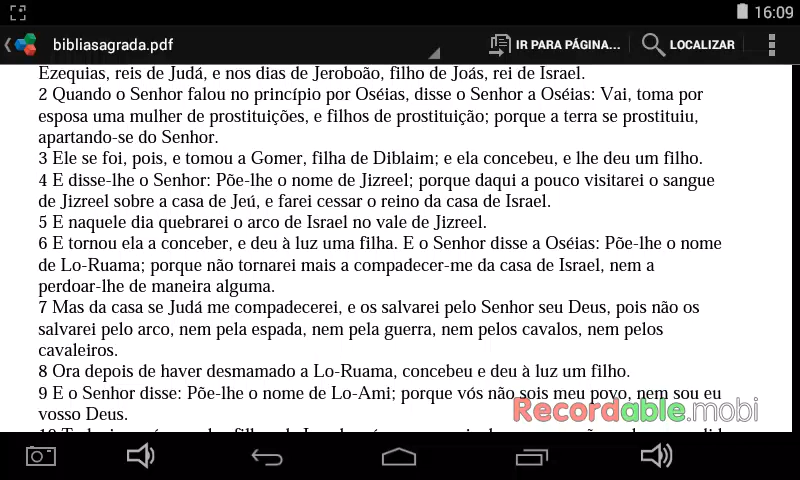 16:09
bibliasagrada.pdf
IR PARA PÁGINA...
LOCALIZAR
Ezequias, reis de Judá, e nos dias de Jeroboão, filho de Joás, rei de Israel.
2 Quando o Senhor falou no princípio por Oséias, disse o Senhor a Oséias: Vai, toma por
esposa uma mulher de prostituições, e filhos de prostituição; porque a terra se prostituiu,
apartando-se do Senhor.
3 Ele se foi, pois, e tomou a Gomer, filha de Diblaim; e ela concebeu, e lhe deu um filho.
4 E disse-lhe o Senhor: Põe-lhe o nome de Jizreel; porque daqui a pouco visitarei o sangue
de Jizreel sobre a casa de Jeú, e farei cessar o reino da casa de Israel.
5 E naquele dia quebrarei o arco de Israel no vale de Jizreel.
6 E tornou ela a conceber, e deu à luz uma filha. E o Senhor disse a Oséias: Põe-lhe o nome
de Lo-Ruama; porque não tornarei mais a compadecer-me da casa de Israel, nem a
perdoar-lhe de maneira alguma.
7 Mas da casa se Judá me compadecerei, e os salvarei pelo Senhor seu Deus, pois não os
salvarei pelo arco, nem pela espada, nem pela guerra, nem pelos cavalos, nem pelos
cavaleiros.
8 Ora depois de haver desmamado a Lo-Ruama, concebeu e deu à luz um filho.
9 E o Senhor disse: Põe-lhe o nome de Lo-Ami; porque vós não sois meu povo, nem sou eu
vosso Deus.
Recordable.mobi